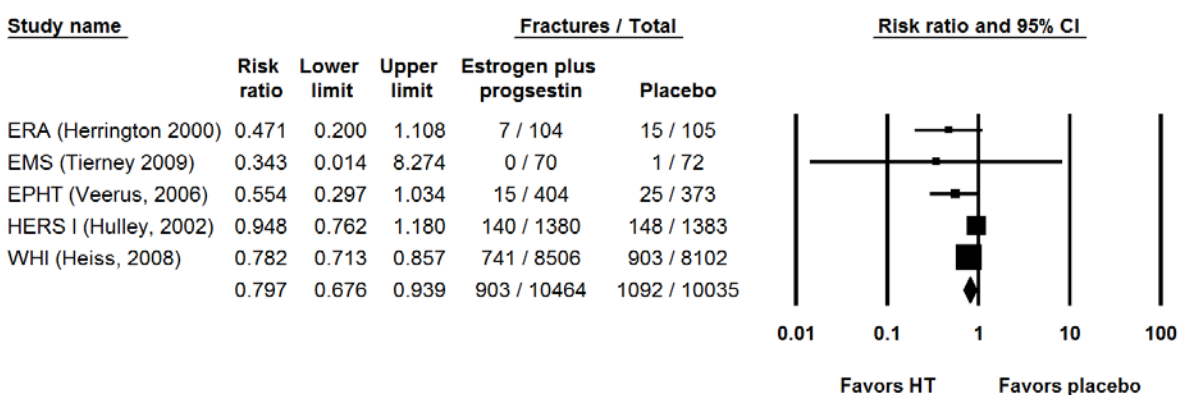 Study name Fractures / Total Risk ratio and 95% CI
Risk Lower Upper Estrogen plus
ratio limit limit progsestin Placebo
ERA (Herrington 2000) 0.471 0.200 1.108 7 / 104 15 / 105
EMS (Tierney 2009) 0.343 0.014 8.274 0 / 70 1 / 72
EPHT (Veerus, 2006) 0.554 0.297 1.034 15 / 404 25 / 373
HERS I (Hulley, 2002) 0.948 0.762 1.180 140 / 1380 148 / 1383
WHI (Heiss, 2008) 0.782 0.713 0.857 741 / 8506 903 / 8102
0.797 0.676 0.939 903 / 10464 1092 / 10035
0.01 0.1 1 10 100
Favors HT Favors placebo